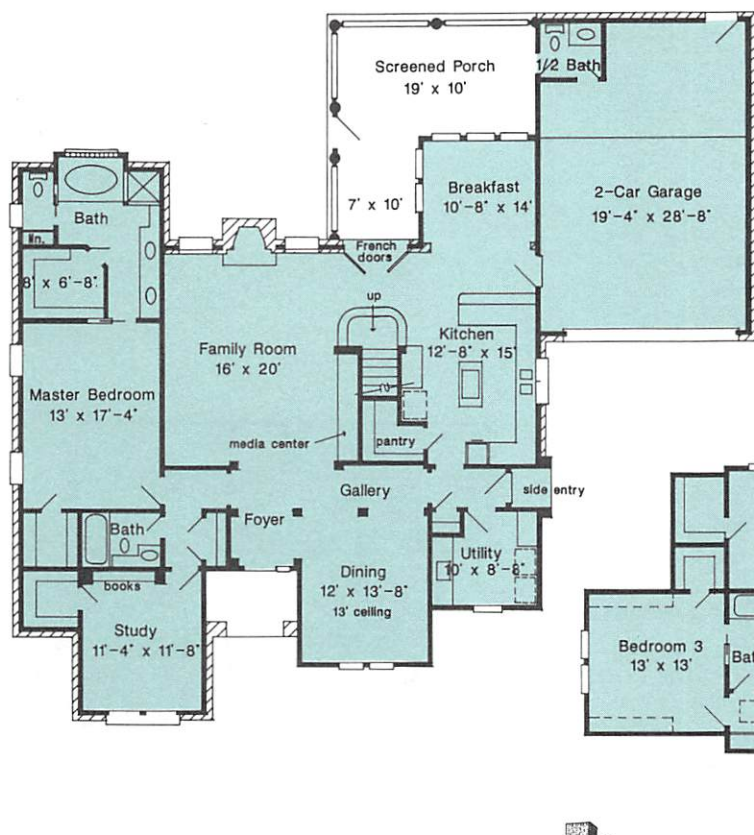 Screened Porch
19' x 10'
1/2 Bath
Breakfast
10'-8" x 14'
2-Car Garage
19'-4" x 28'-8"
7' x 10'
Bath
French
doors
8' x 6'-8"
up
Family Room
16' x 20'
Kitchen
12'-8" x 15'
Master Bedroom
13' x 17'-4"
media center
pantry
Gallery
side entry
Foyer
Bath
Utility
10' x 8'-8"
Dining
12' x 13'-8"
13' ceiling
books
Study
11'-4" x 11'-8"
Bedroom 3
13' x 13'